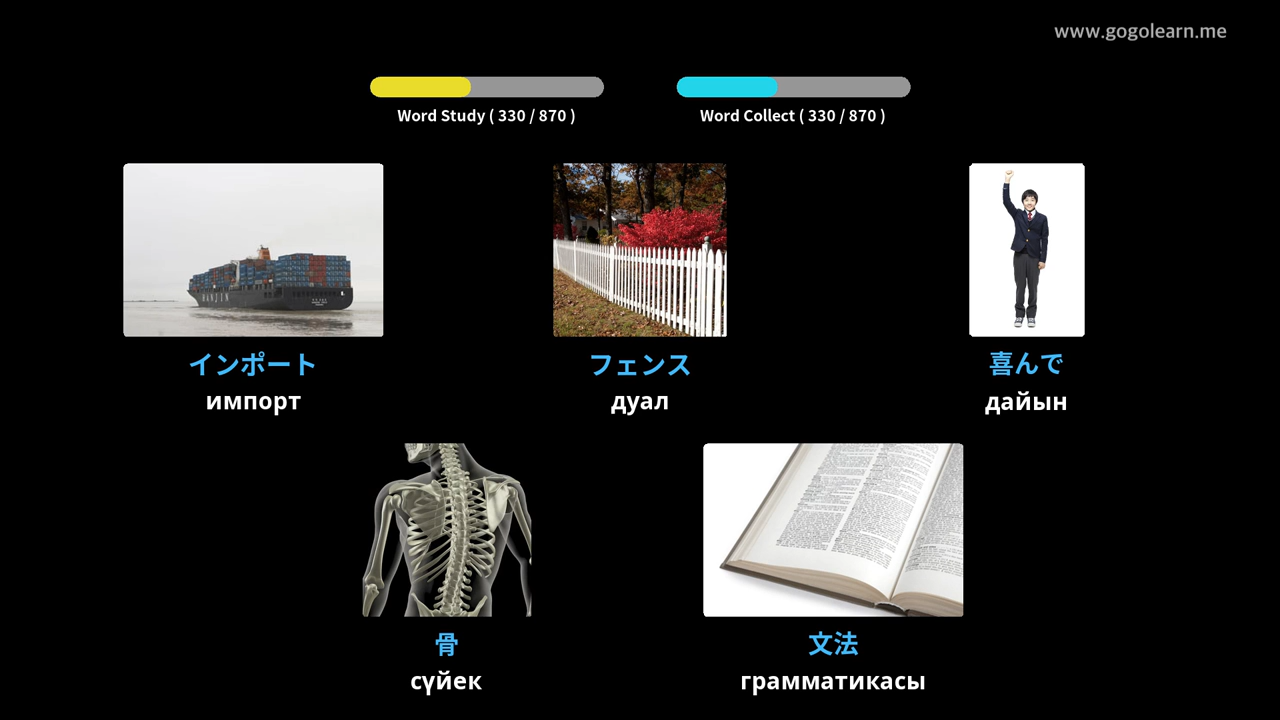 www.gogolearn.me
Word Study ( 330 / 870 )
Word Collect ( 330 / 870 )
HANJIN
インポート
импорт
フェンス
дуал
喜んで
дайын
骨
сүйек
文法
грамматикасы